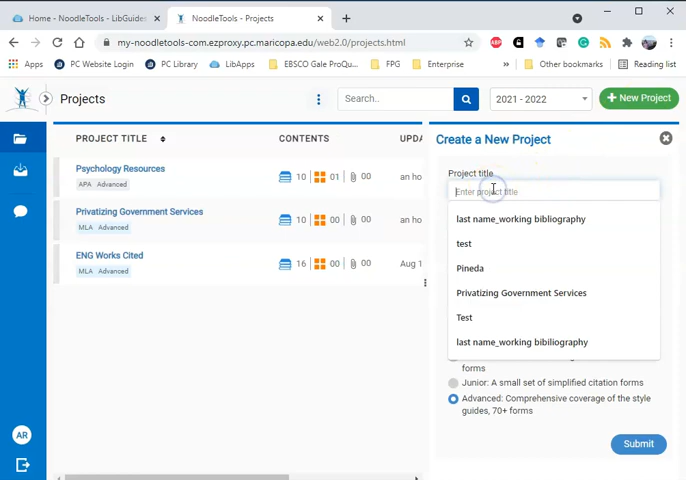 Home - LibGuides
NoodleTools - Projects
my-noodletools-com.ezproxy.maricopa.edu/web2.0/projects.html
Apps
PC Website Login
PC Library
LibApps
EBSCO Gale ProQu...
FPG
Enterprise
»
Other bookmarks
Reading list
Projects
Search...
2021 - 2022
+ New Project
PROJECT TITLE
CONTENTS
UPDA
Psychology Resources
APA Advanced
10 01 00
an ho
Privatizing Government Services
MLA Advanced
10 00 00
an ho
ENG Works Cited
MLA Advanced
16 00 00
Aug 1
Create a New Project
Project title
Enter project title
last name_working bibliography
test
Pineda
Privatizing Government Services
Test
last name_working bibiliography
forms
Junior: A small set of simplified citation forms
Advanced: Comprehensive coverage of the style
guides, 70+ forms
Submit
AR